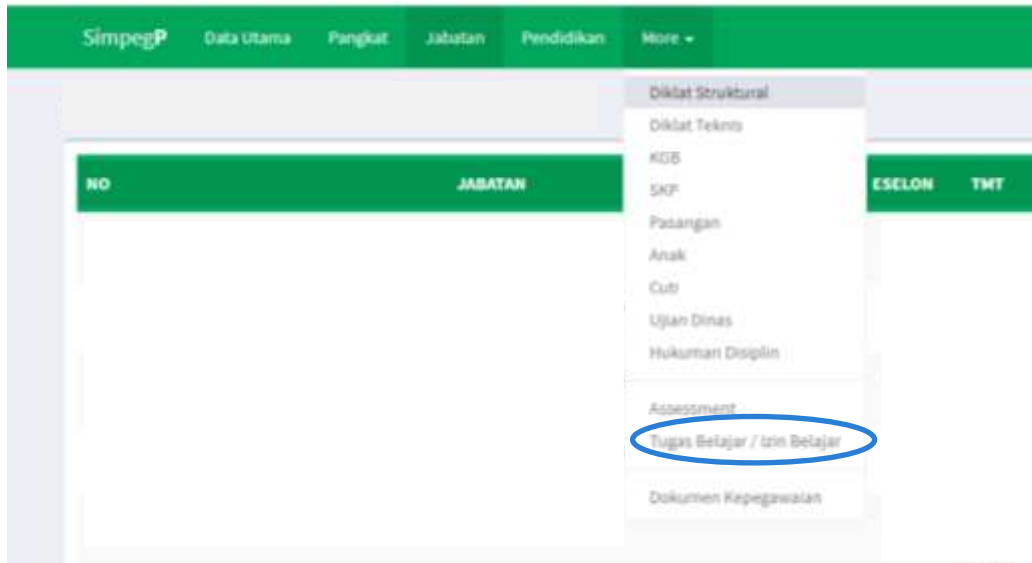 SimpegP Data Utama Pangkat Jabatan Pendidikan More
Diklat Struktural
Diklat Teknis
KGB
SKP
Pasangan
Anak
Cuti
Ujian Dinas
Hukuman Disiplin
Assessment
Tugas Belajar / Izin Belajar
Dokumen Kepegawaian
NO JABATAN ESELON TMT